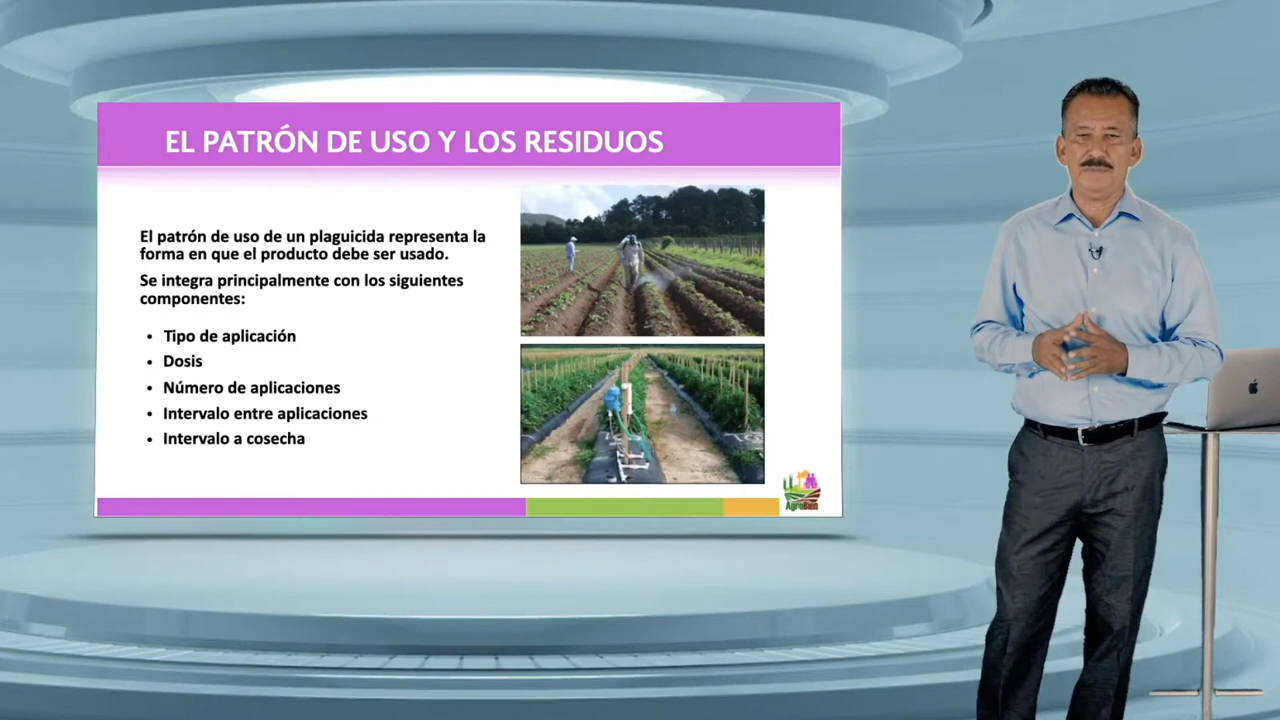 EL PATRÓN DE USO Y LOS RESIDUOS
El patrón de uso de un plaguicida representa la
forma en que el producto debe ser usado.
Se integra principalmente con los siguientes
componentes:
• Tipo de aplicación
• Dosis
• Número de aplicaciones
• Intervalo entre aplicaciones
• Intervalo a cosecha